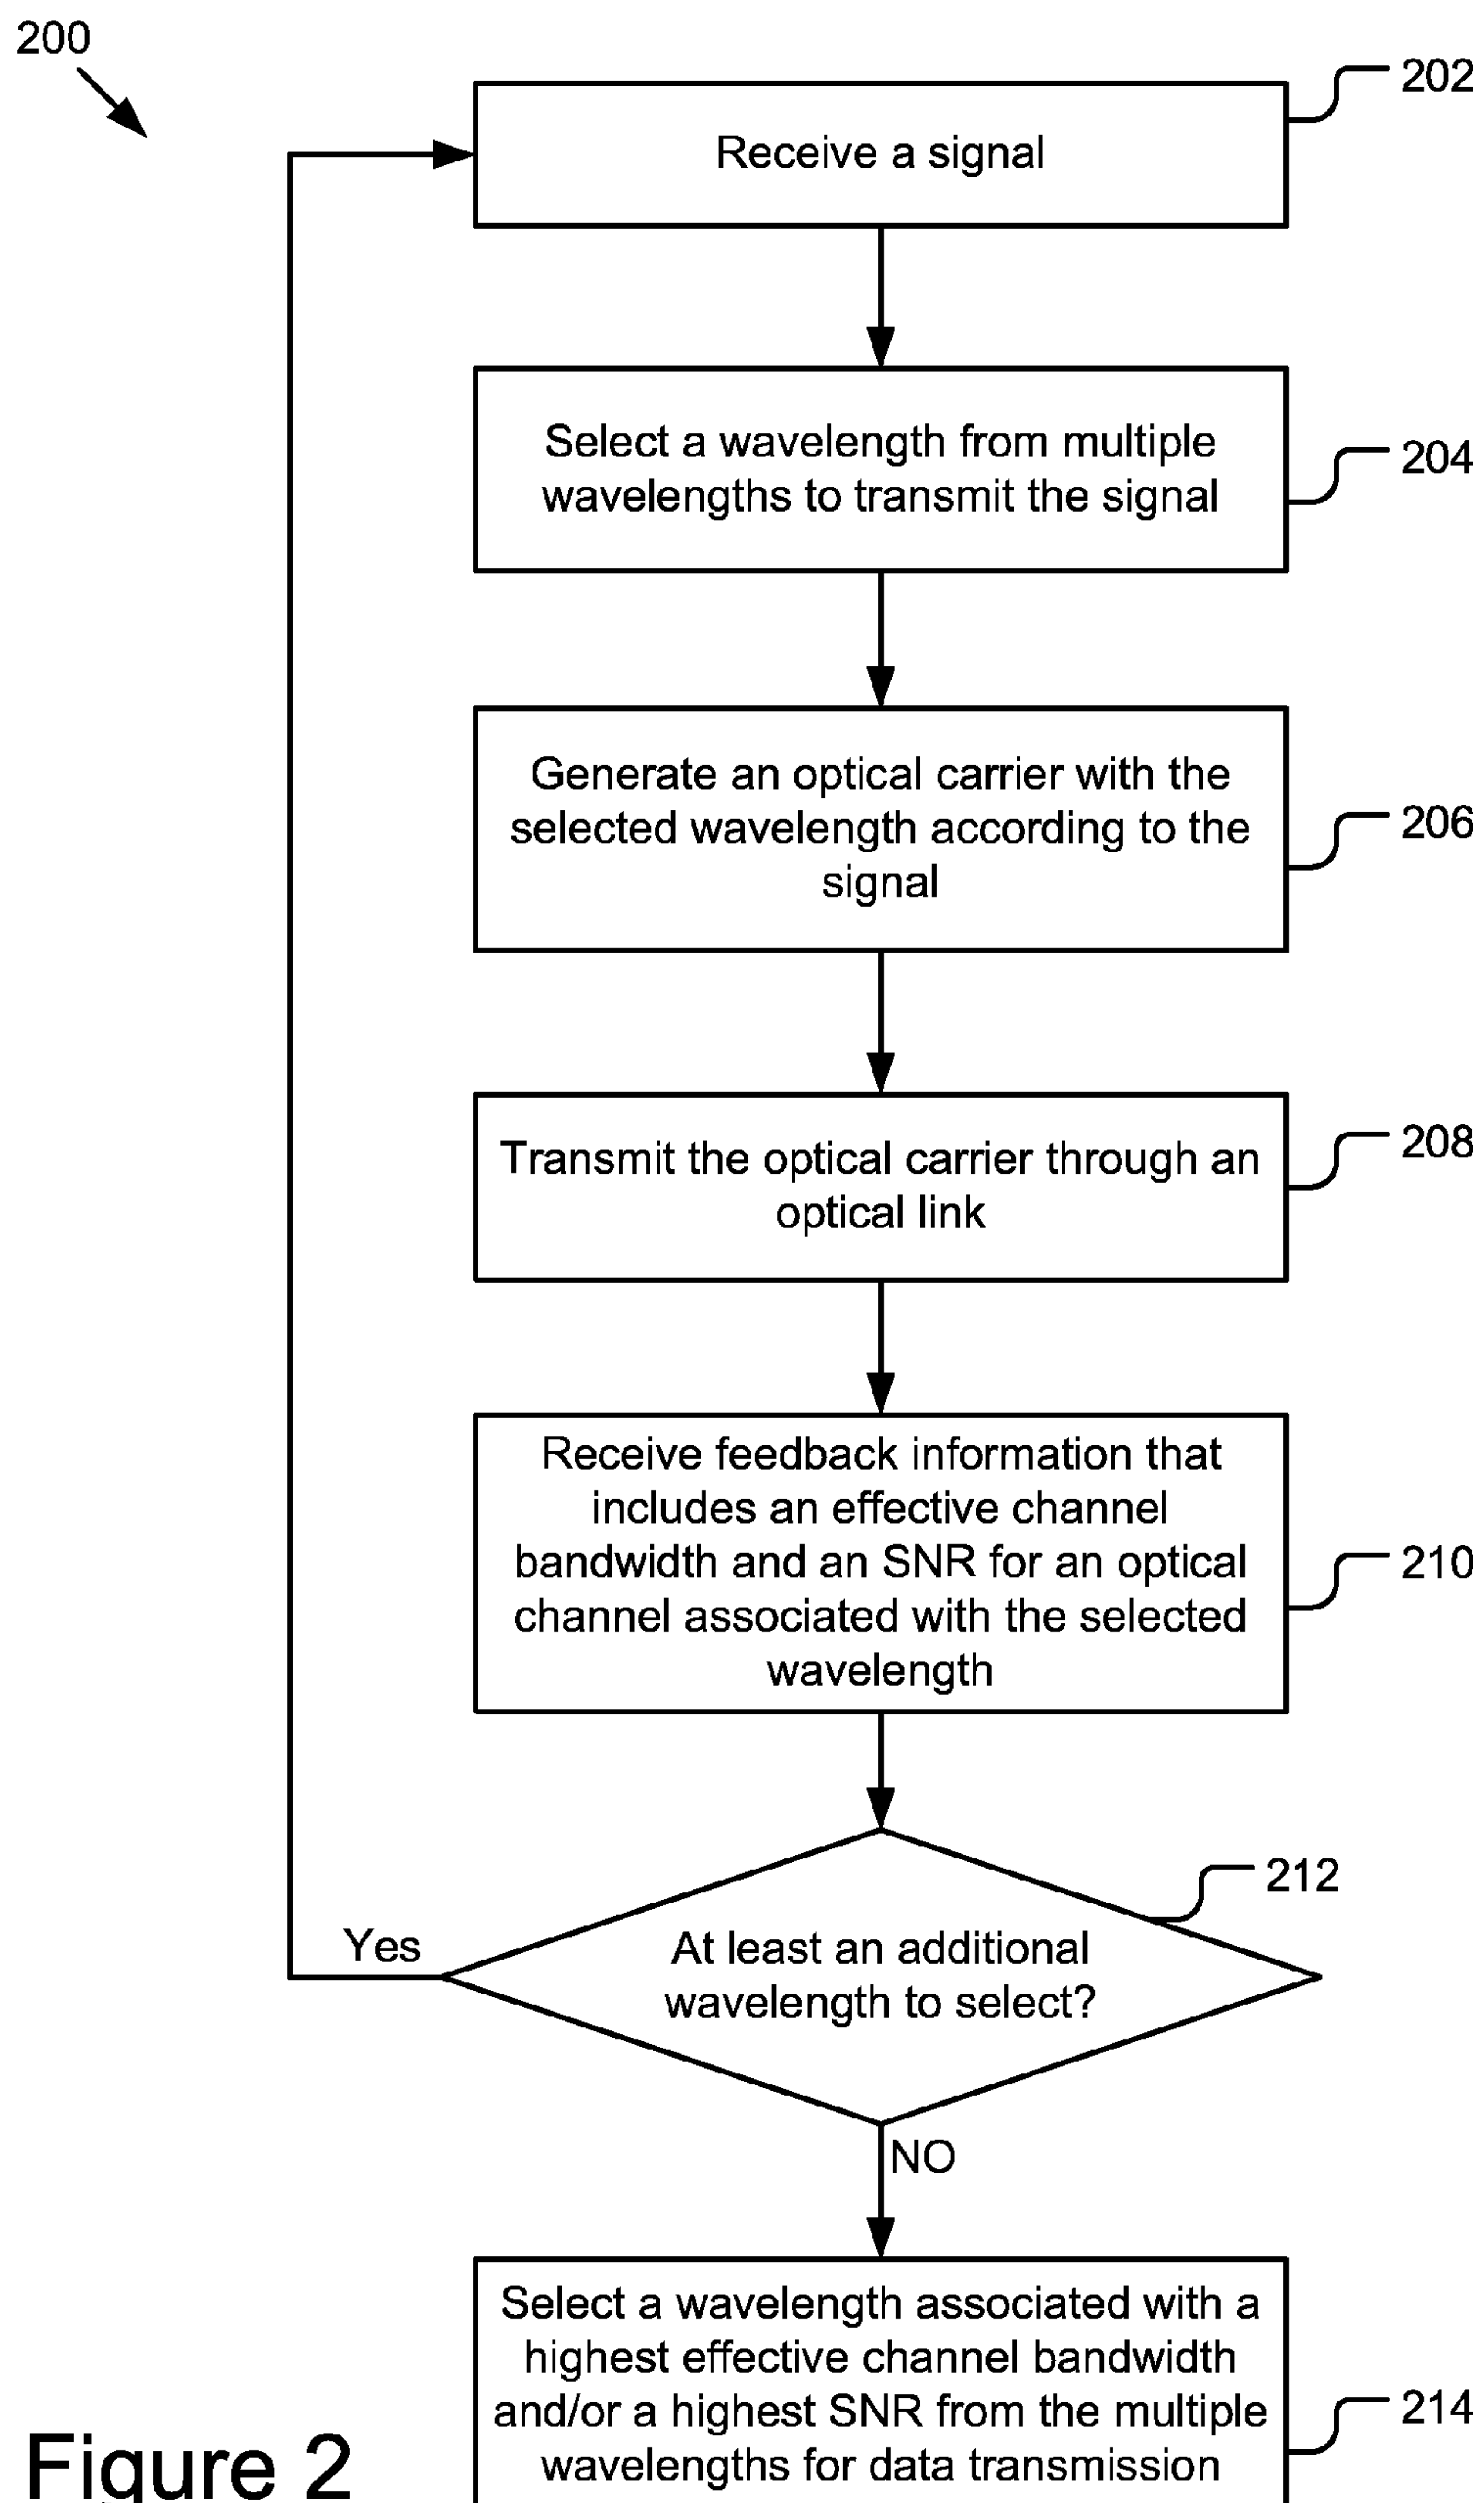 200
202
Receive a signal
Select a wavelength from multiple
wavelengths to transmit the signal
204
Generate an optical carrier with the
selected wavelength according to the
signal
206
Transmit the optical carrier through an
optical link
208
Receive feedback information that
includes an effective channel
bandwidth and an SNR for an optical
channel associated with the selected
wavelength
210
212
Yes
At least an additional
wavelength to select?
NO
Select a wavelength associated with a
highest effective channel bandwidth
and/or a highest SNR from the multiple
wavelengths for data transmission
214
Figure 2